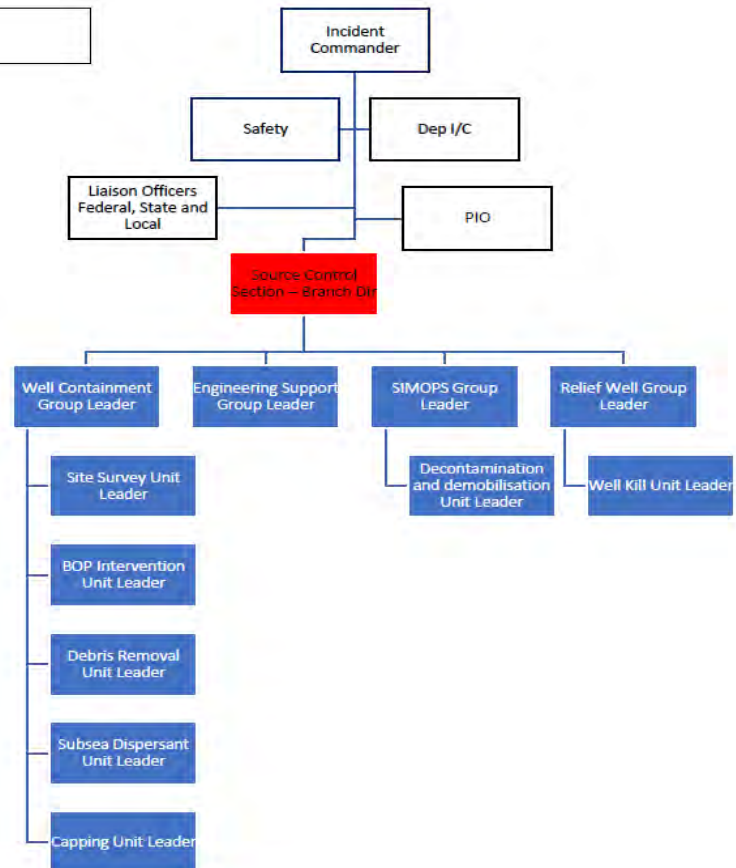 Incident
Commander
Safety
Dep I/C
Liaison Officers
Federal, State and
Local
PIO
Source Control
Section – Branch Dir
Well Containment
Group Leader
Engineering Support
Group Leader
SIMOPS Group
Leader
Relief Well Group
Leader
Site Survey Unit
Leader
Decontamination
and demobilisation
Unit Leader
Well Kill Unit Leader
BOP Intervention
Unit Leader
Debris Removal
Unit Leader
Subsea Dispersant
Unit Leader
Capping Unit Leader